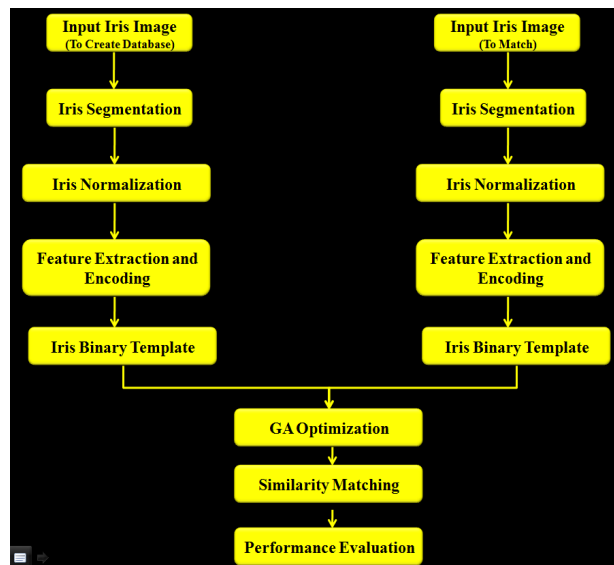 Input Iris Image
(To Create Database)
Iris Segmentation
Iris Normalization
Feature Extraction and
Encoding
Iris Binary Template
Input Iris Image
(To Match)
Iris Segmentation
Iris Normalization
Feature Extraction and
Encoding
Iris Binary Template
GA Optimization
Similarity Matching
Performance Evaluation